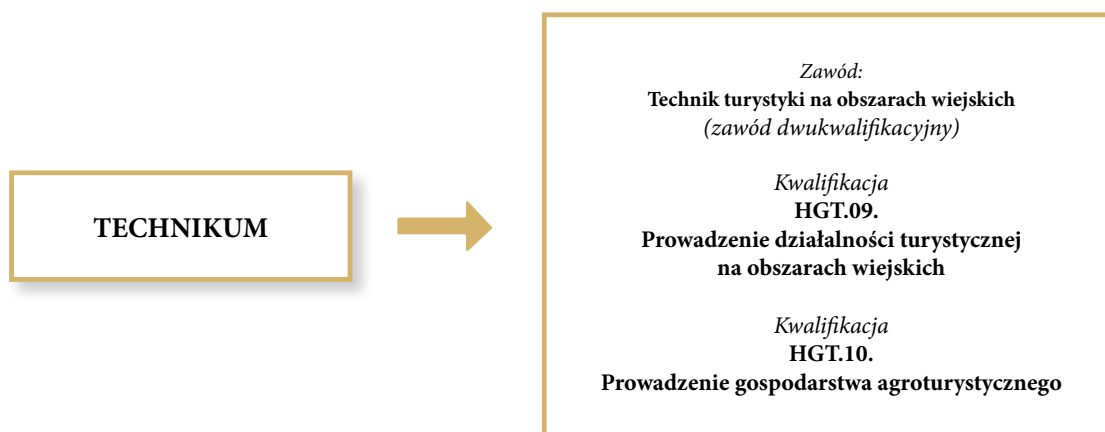 TECHNIKUM
Zawód:
Technik turystyki na obszarach wiejskich
(zawód dwukwalifikacyjny)
Kwalifikacja
HGT.09.
Prowadzenie działalności turystycznej
na obszarach wiejskich
Kwalifikacja
HGT.10.
Prowadzenie gospodarstwa agroturystycznego